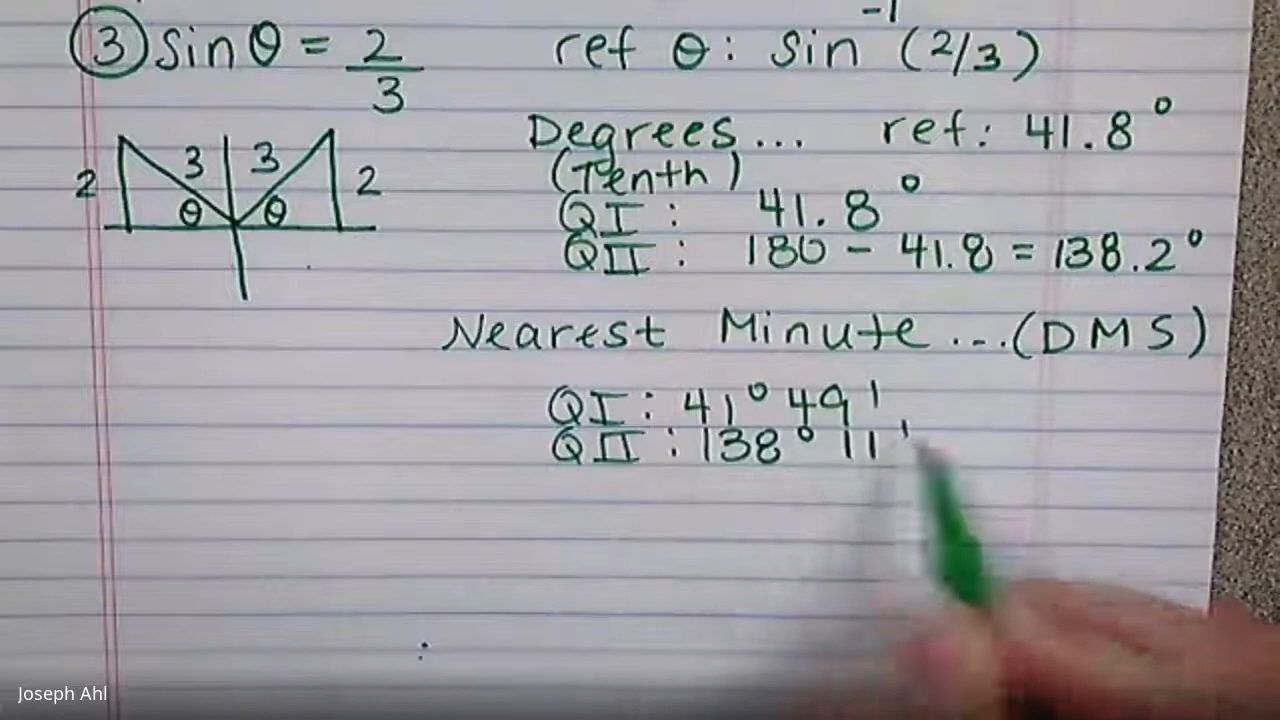 ③ sin θ = 2/3 ref θ: sin⁻¹ (2/3)
Degrees... ref: 41.8°
(Tenth)
QI: 41.8°
QII: 180 - 41.8 = 138.2°
2 3 θ 3 θ 2
Nearest Minute...(DMS)
QI: 41° 49'
QII: 138° 11'
Joseph Ahl